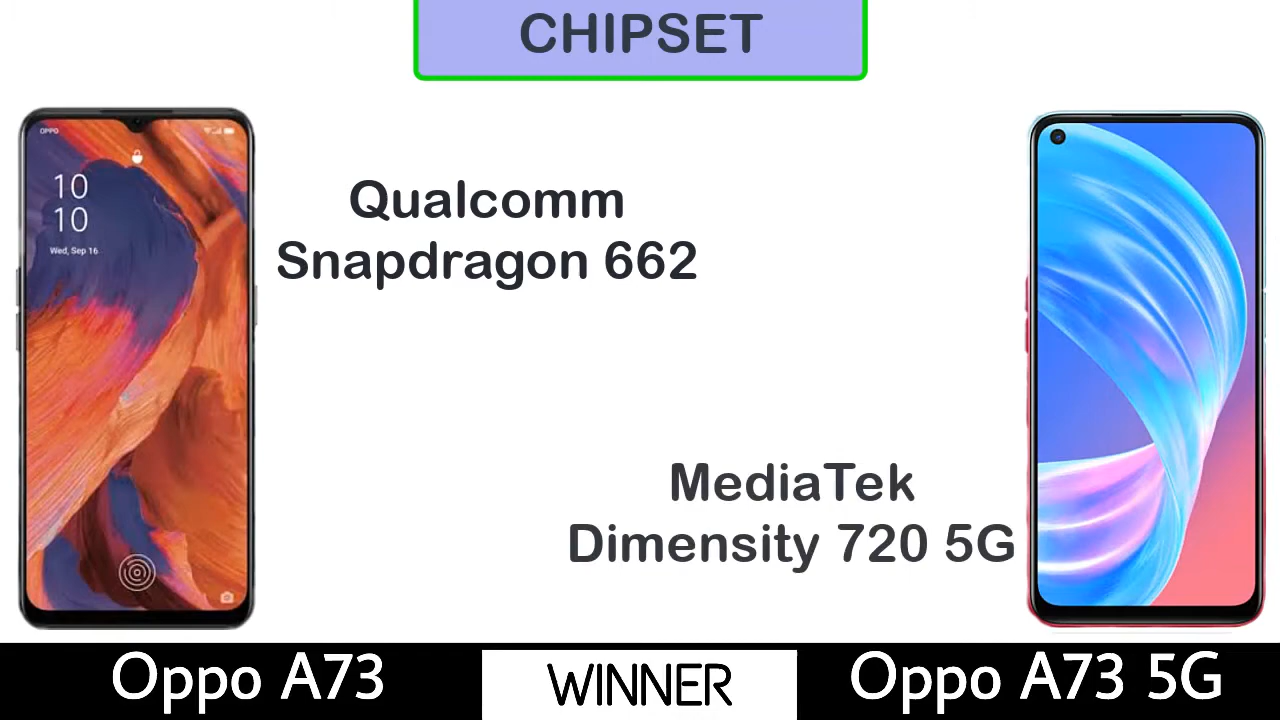 CHIPSET
OPPO
10
10
Wed, Sep 16
Qualcomm
Snapdragon 662
MediaTek
Dimensity 720 5G
Oppo A73
WINNER
Oppo A73 5G